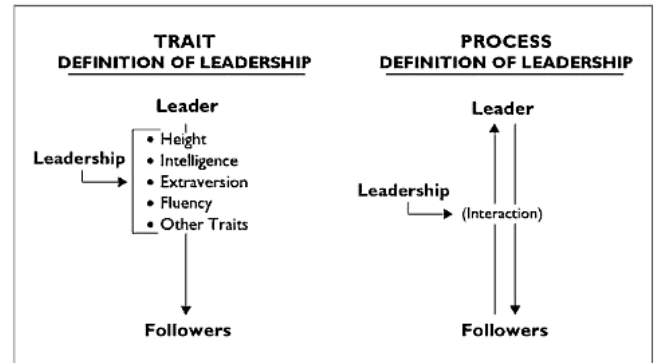 TRAIT
DEFINITION OF LEADERSHIP
Leader
Leadership
• Height
• Intelligence
• Extraversion
• Fluency
• Other Traits
Followers
PROCESS
DEFINITION OF LEADERSHIP
Leader
Leadership
(Interaction)
Followers